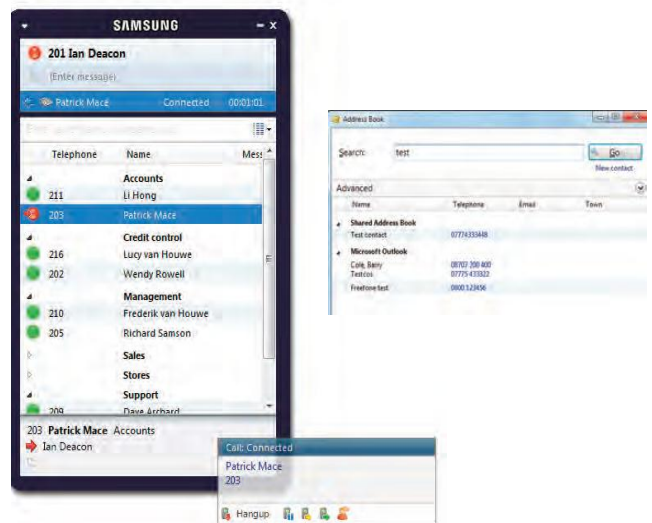 SAMSUNG
201 Ian Deacon
(Enter message)
Patrick Mace Connected 00:01:01
Telephone Name Mess
Accounts
211 Li Hong
203 Patrick Mace
Credit control
216 Lucy van Houwe
202 Wendy Rowell
Management
210 Frederik van Houwe
205 Richard Samson
Sales
Stores
Support
209 Dave Archard
203 Patrick Mace Accounts
Ian Deacon
Call: Connected
Patrick Mace
203
Hangup
Address Book
Search: test Go
New contact
Advanced
Name Telephone Email Town
Shared Address Book
Test contact 07774333448
Microsoft Outlook
Cole, Barry 08707 200 400
07775 433322
Freefone test 0800 123456